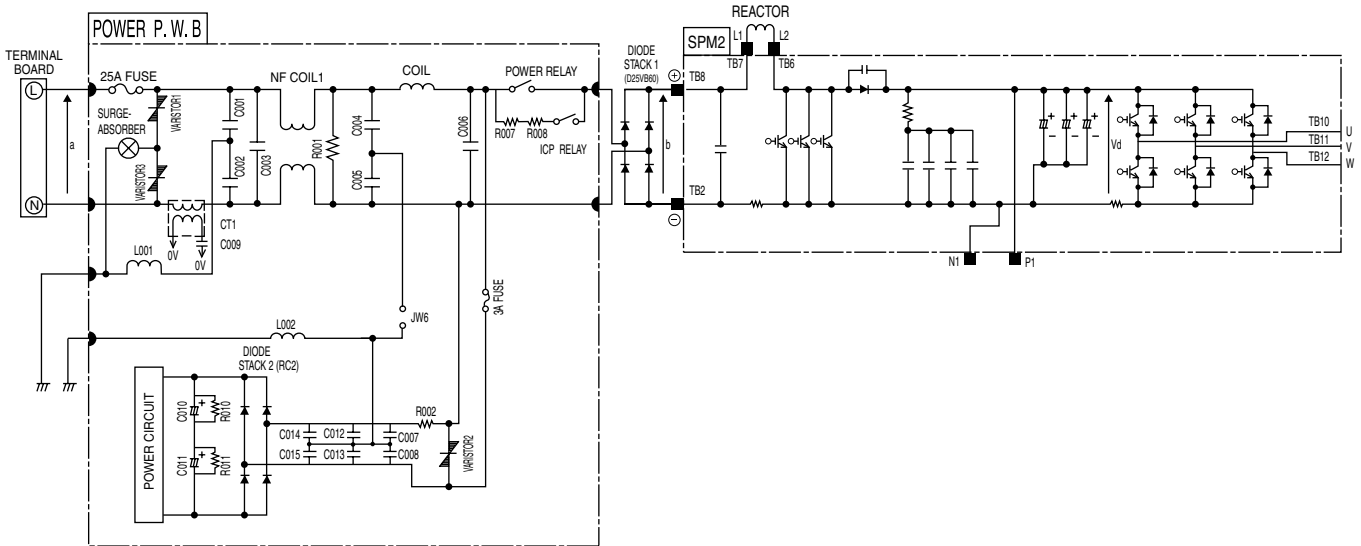 POWER P. W. B
REACTOR
L1
L2
SPM2
TB7
TB6
TERMINAL
BOARD
25A FUSE
NF COIL1
COIL
POWER RELAY
DIODE
STACK 1
(D25VB60)
+
TB8
L
a
SURGE-
ABSORBER
VARISTOR1
VARISTOR3
C001
C002
C003
R001
C004
C005
C006
R007
R008
ICP RELAY
b
Vd
+
−
+
−
+
−
TB10
U
TB11
V
TB12
W
N
TB2
−
CT1
C009
0V
0V
L001
N1
P1
3A FUSE
JW6
L002
DIODE
STACK 2 (RC2)
POWER CIRCUIT
C010
+
R010
C011
+
R011
C014
C012
C007
C015
C013
C008
R002
VARISTOR2